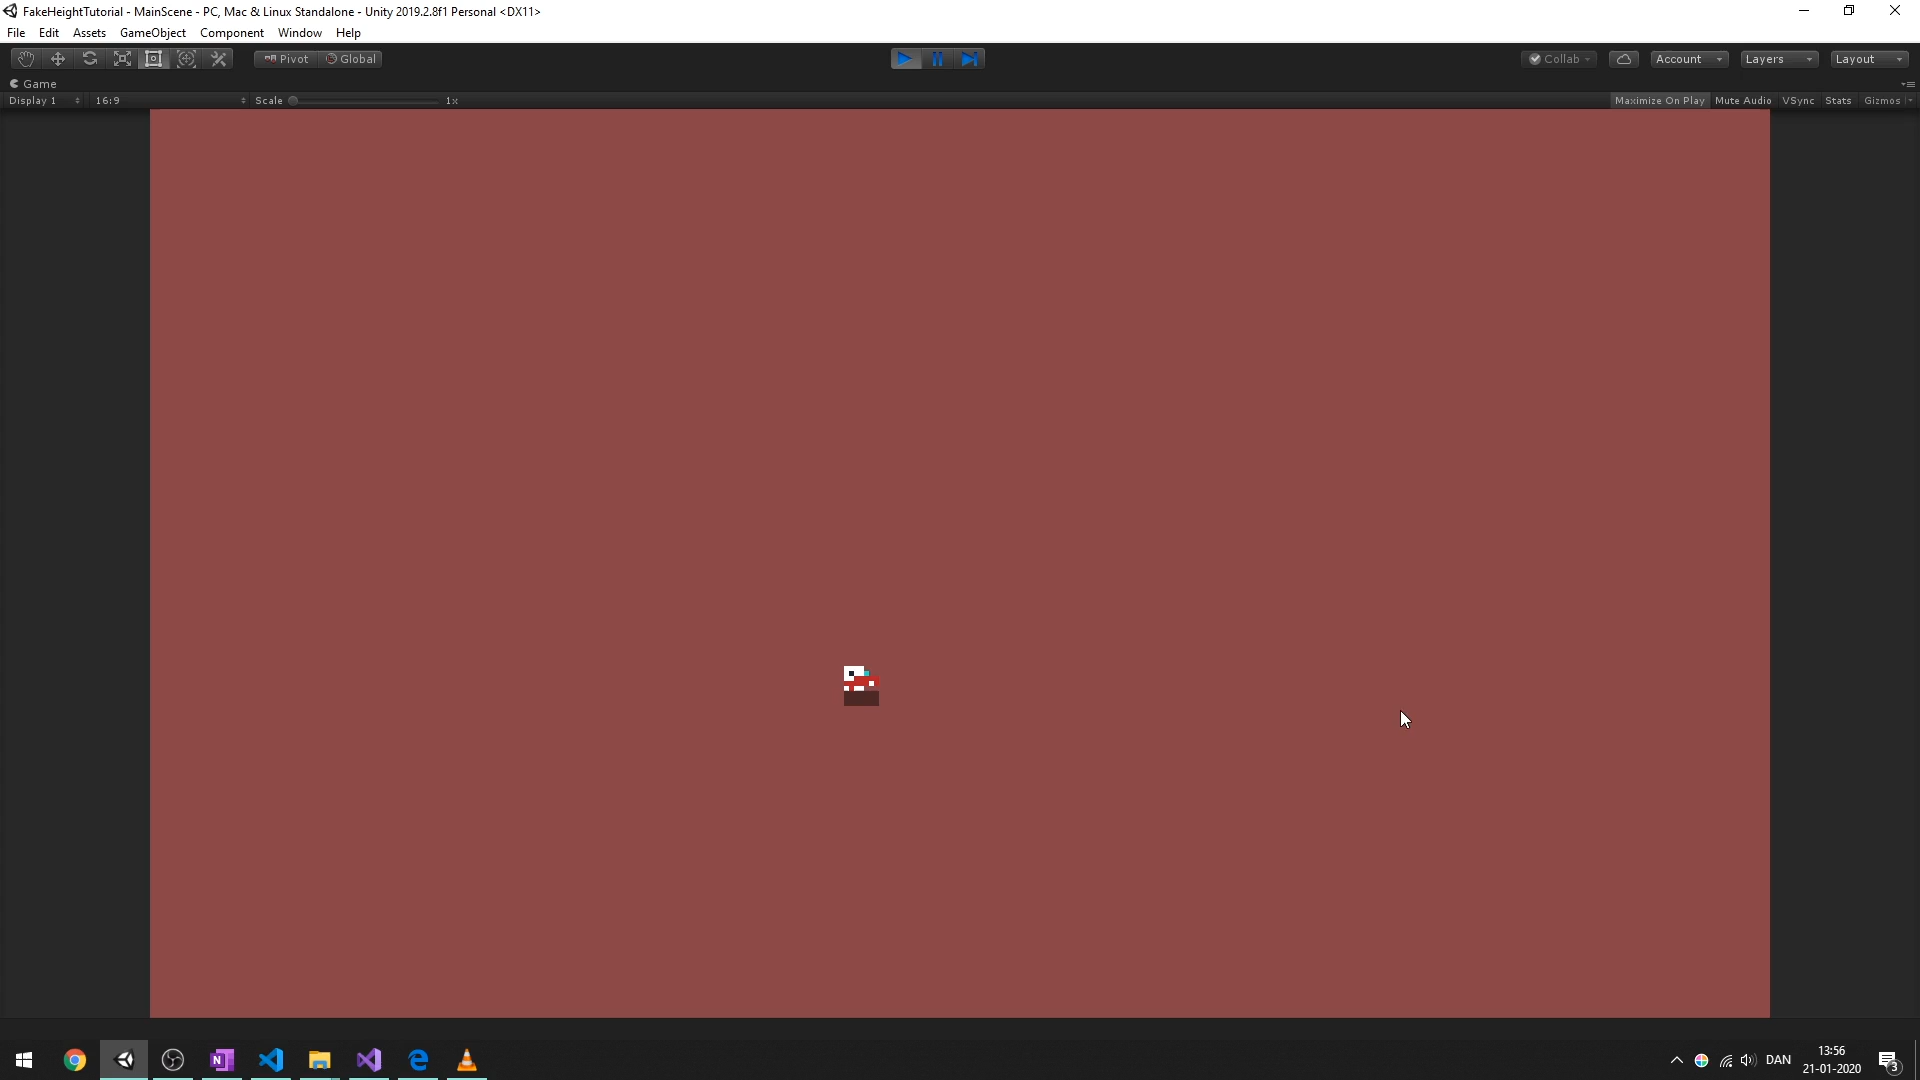 FakeHeightTutorial - MainScene - PC, Mac & Linux Standalone - Unity 2019.2.8f1 Personal <DX11>
File Edit Assets GameObject Component Window Help
Pivot Global Collab Account Layers Layout
Game
Display 1 16:9 Scale 1x Maximize On Play Mute Audio VSync Stats Gizmos
N
DAN
13:56
21-01-2020
3